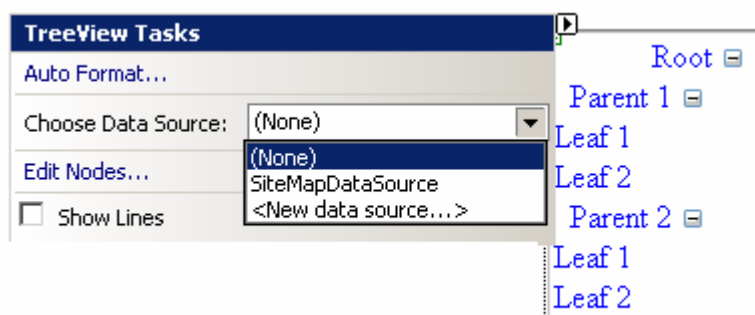 TreeView Tasks
Auto Format...
Choose Data Source:
(None)
(None)
SiteMapDataSource
<New data source...>
Edit Nodes...
Show Lines
Root
Parent 1
Leaf 1
Leaf 2
Parent 2
Leaf 1
Leaf 2